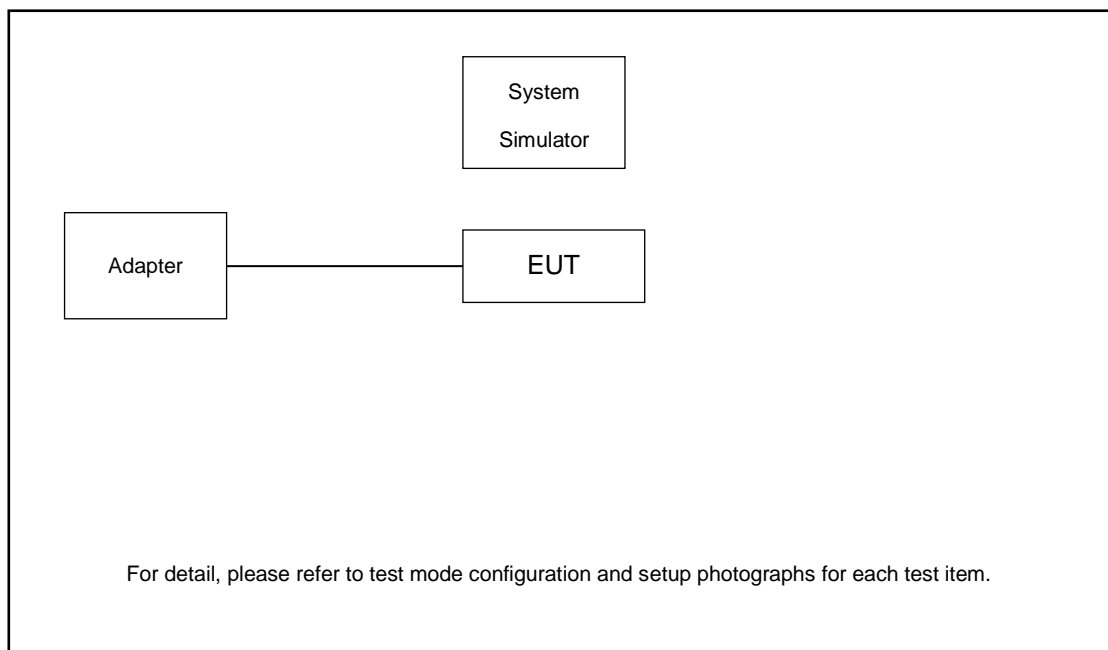 System
Simulator
Adapter
EUT
For detail, please refer to test mode configuration and setup photographs for each test item.